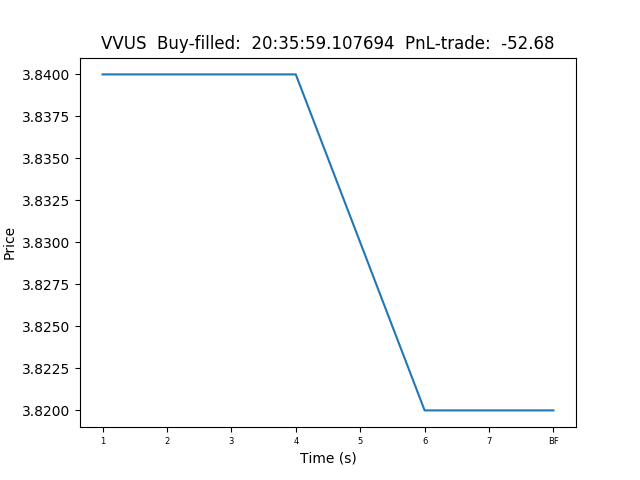 VVUS Buy-filled: 20:35:59.107694 PnL-trade: -52.68
3.8400
3.8375
3.8350
3.8325
3.8300
3.8275
3.8250
3.8225
3.8200
Price
1 2 3 4 5 6 7 BF
Time (s)